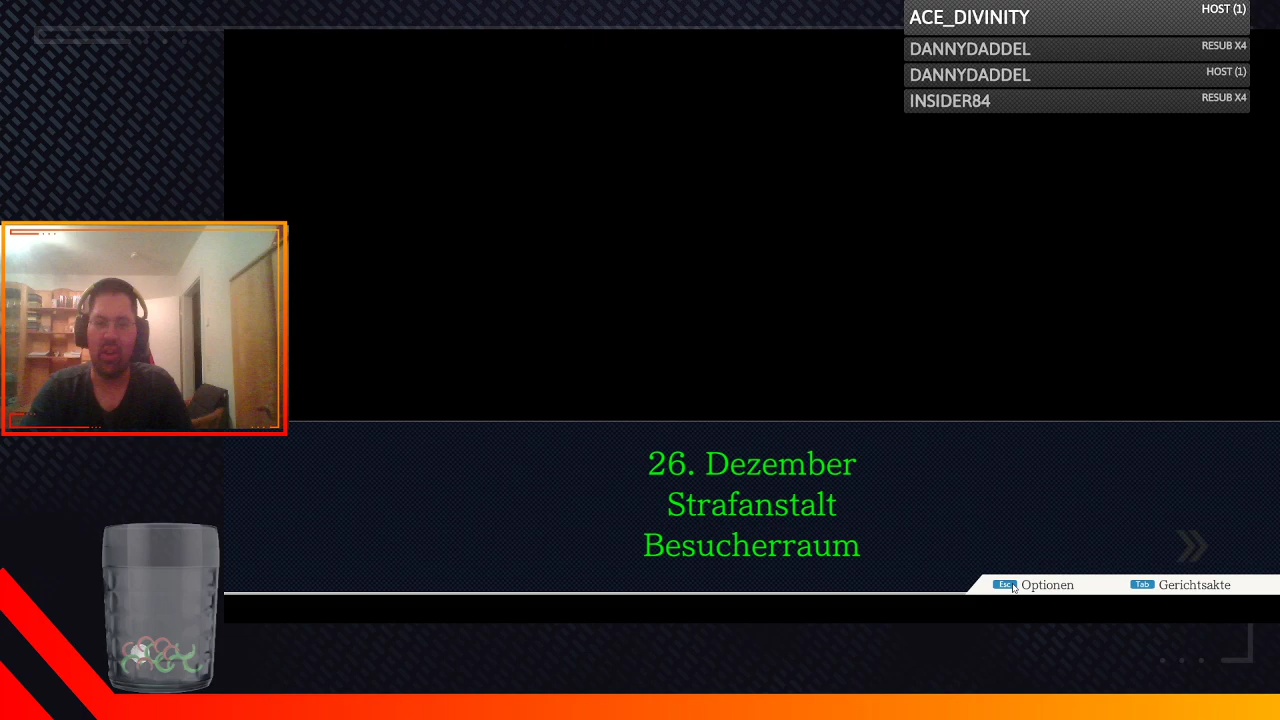 ACE_DIVINITY HOST (1)
DANNYDADDEL RESUB X4
DANNYDADDEL HOST (1)
INSIDER84 RESUB X4
26. Dezember
Strafanstalt
Besucherraum
Esc Optionen Tab Gerichtsakte